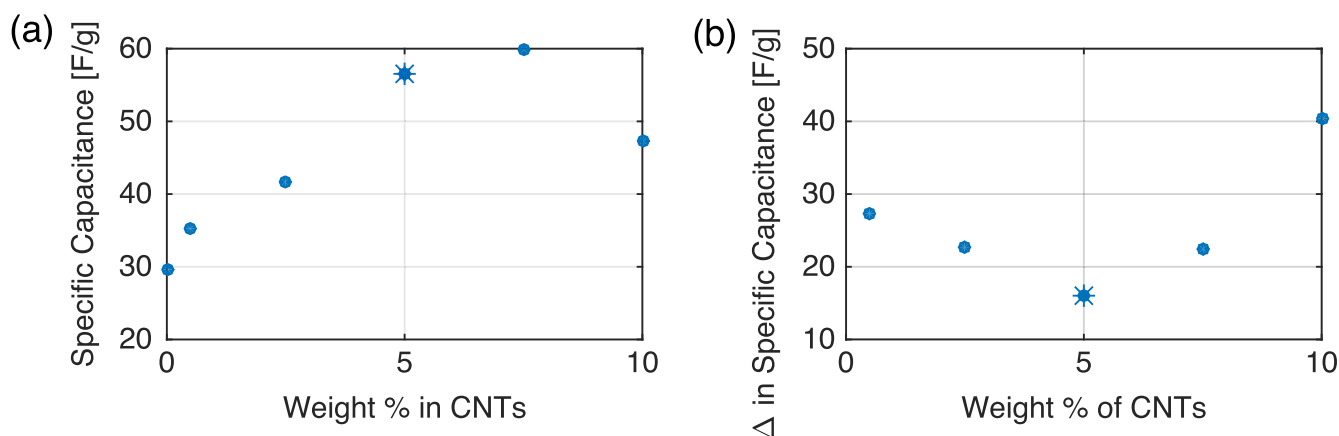 (a)
Specific Capacitance [F/g]
60
50
40
30
20
0
5
10
Weight % in CNTs
(b)
Δ in Specific Capacitance [F/g]
50
40
30
20
10
0
5
10
Weight % of CNTs